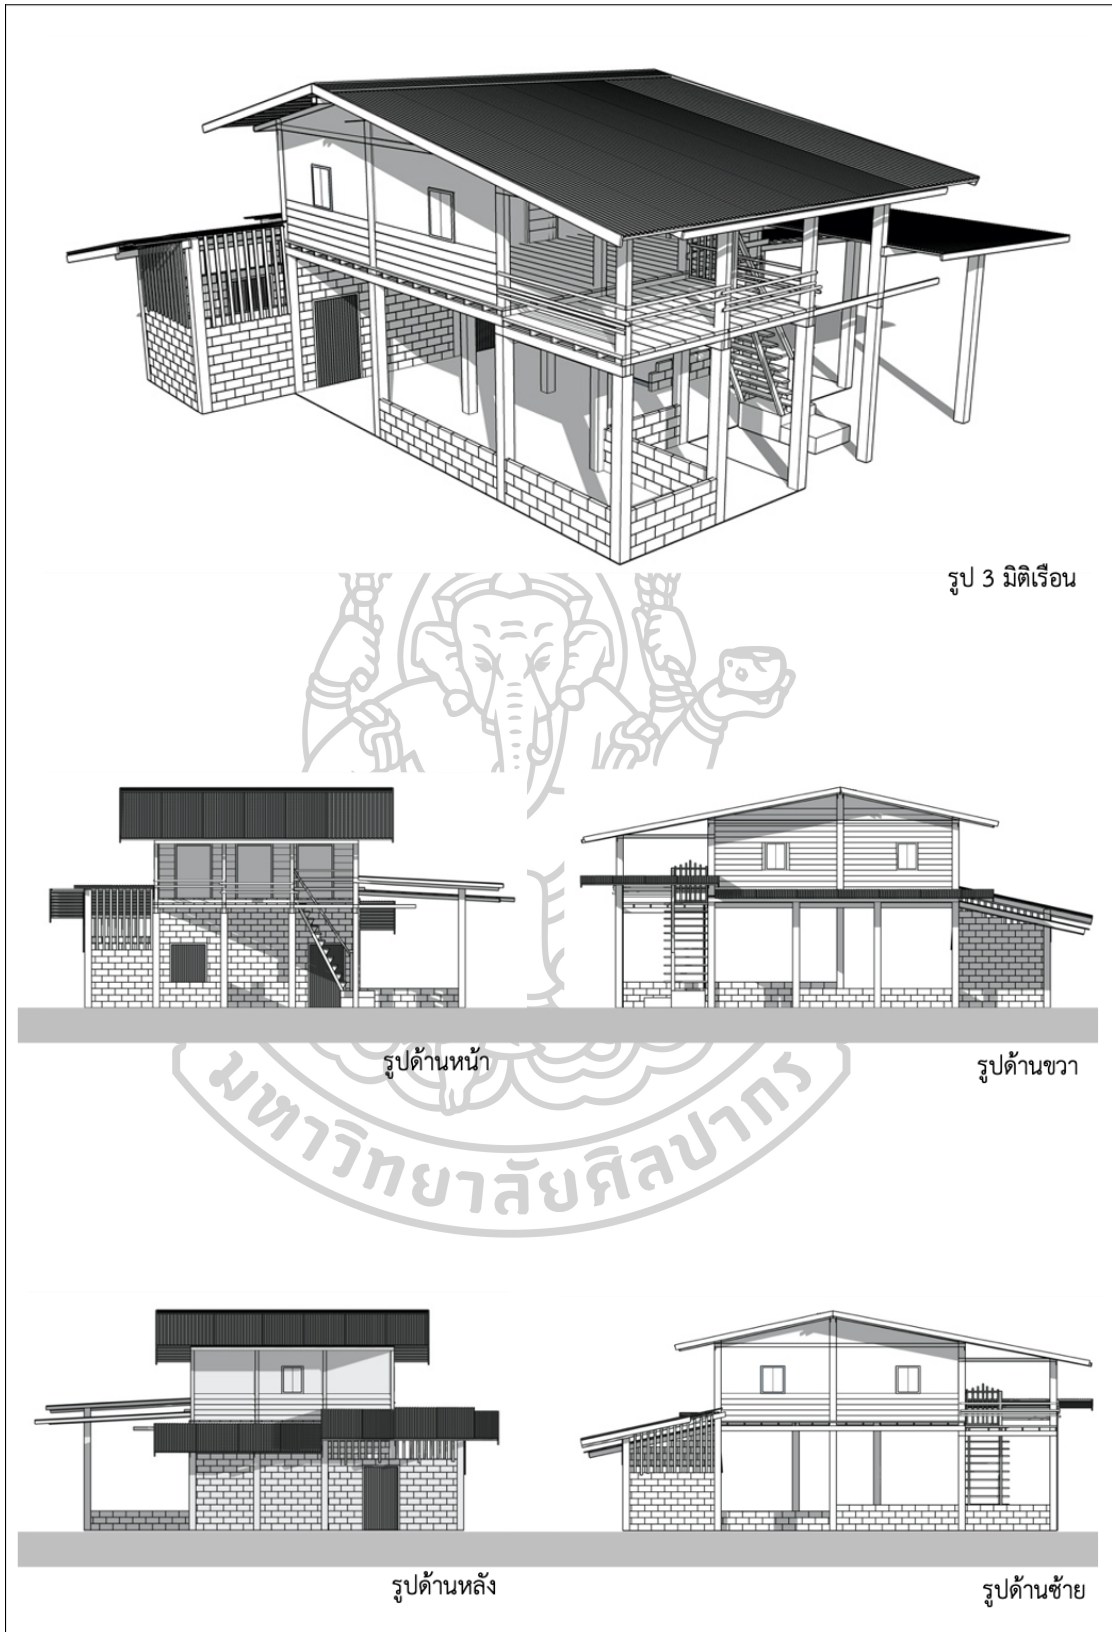 รูป 3 มิติเรือน
รูปด้านหน้า
รูปด้านขวา
มหาวิทยาลัยศิลปากร
รูปด้านหลัง
รูปด้านซ้าย